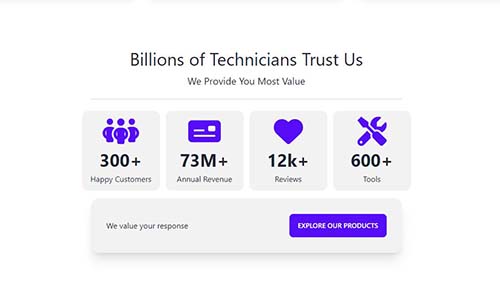 Billions of Technicians Trust Us
We Provide You Most Value
300+
Happy Customers
73M+
Annual Revenue
12k+
Reviews
600+
Tools
We value your response
EXPLORE OUR PRODUCTS